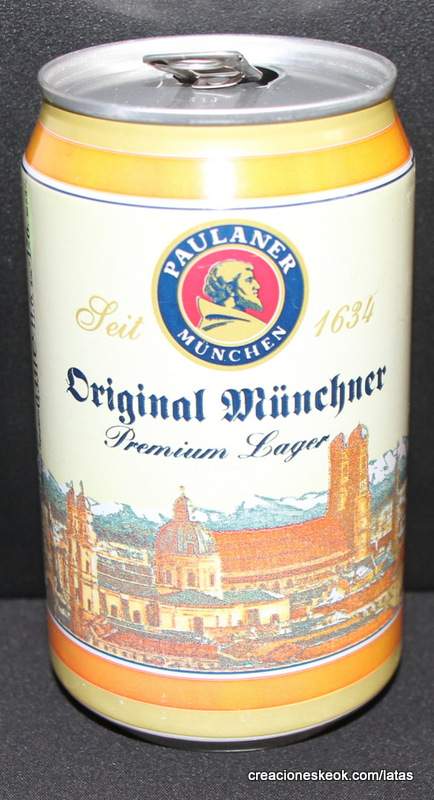 PAULANER
MÜNCHEN
Seit 1634
Original Münchner
Premium Lager
creacioneskeok.com/latas